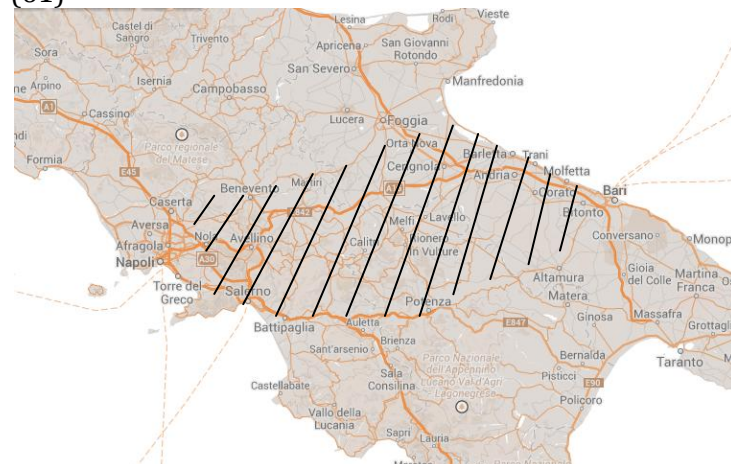 Lesina
Rodi
Vieste
Castel di
Sangro
Trivento
Apricena
San Giovanni
Rotondo
Sora
San Severo
Manfredonia
Isernia
Campobasso
ne
Arpino
A1
Cassino
Lucera
Foggia
ndi
Parco regionale
del Matese
Orta Nova
Barletta
Trani
Formia
E45
Cerignola
Andria
Molfetta
Benevento
Corato
Bari
Caserta
E842
Bitonto
Aversa
Melfi
Lavello
Nola
Avellino
Calitri
Rionero
in Vulture
Conversano
Monop
Afragola
Napoli
A30
Gioia
del Colle
Martina
Franca
Torre del
Greco
Salerno
Altamura
Matera
Potenza
Battipaglia
Auletta
E847
Ginosa
Massafra
Brienza
Grottagli
Sant'arsenio
Parco Nazionale
dell'Appennino
Lucano Val d'Agri
Lagonegrese
Bernalda
Taranto
Sala
Consilina
Pisticci
E90
Castellabate
Policoro
Vallo della
Lucania
Sapri
Lauria